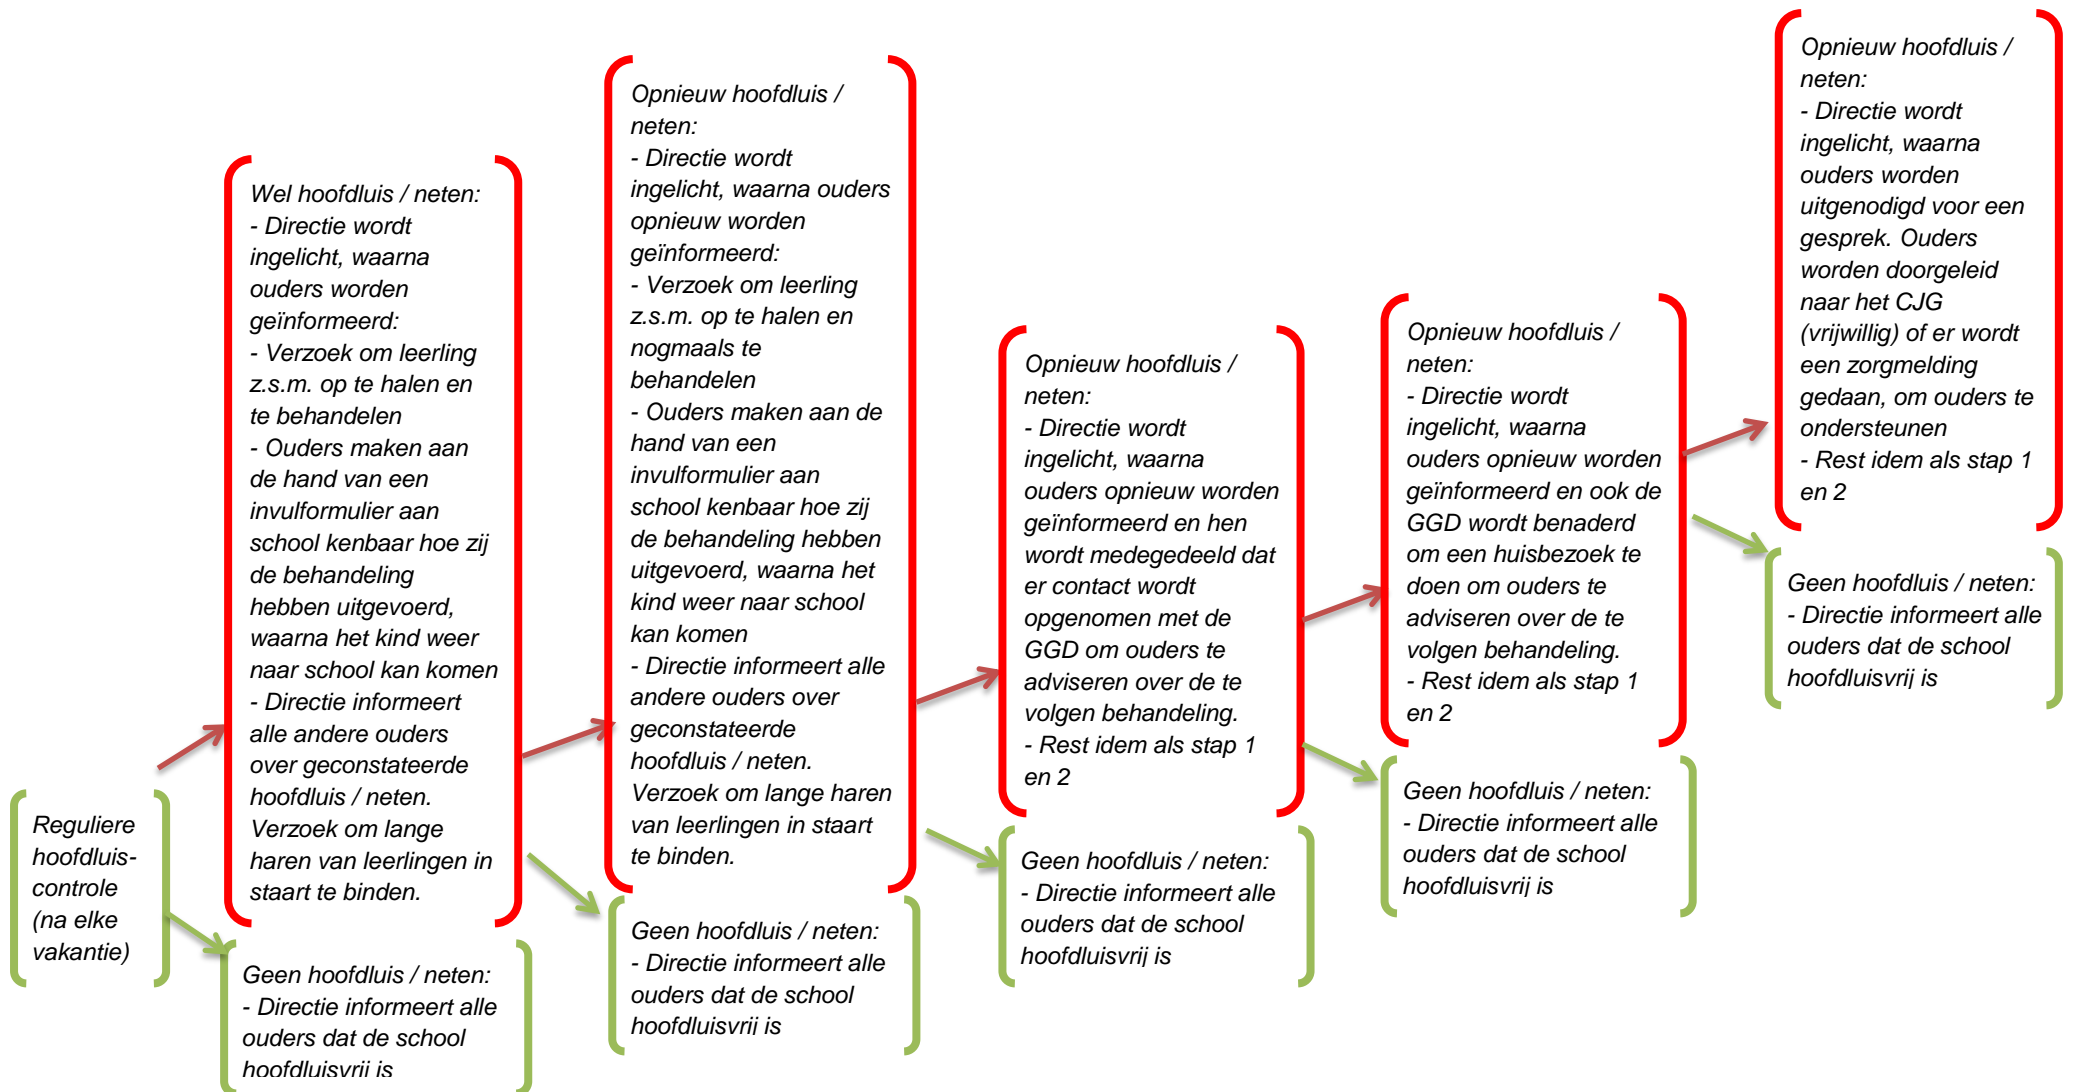 Reguliere
hoofdluis-
controle
(na elke
vakantie)
Wel hoofdluis / neten:
- Directie wordt
ingelicht, waarna
ouders worden
geïnformeerd:
- Verzoek om leerling
z.s.m. op te halen en
te behandelen
- Ouders maken aan
de hand van een
invulformulier aan
school kenbaar hoe zij
de behandeling
hebben uitgevoerd,
waarna het kind weer
naar school kan komen
- Directie informeert
alle andere ouders
over geconstateerde
hoofdluis / neten.
Verzoek om lange
haren van leerlingen in
staart te binden.
Geen hoofdluis / neten:
- Directie informeert alle
ouders dat de school
hoofdluisvrij is
Opnieuw hoofdluis /
neten:
- Directie wordt
ingelicht, waarna ouders
opnieuw worden
geïnformeerd:
- Verzoek om leerling
z.s.m. op te halen en
nogmaals te
behandelen
- Ouders maken aan de
hand van een
invulformulier aan
school kenbaar hoe zij
de behandeling hebben
uitgevoerd, waarna het
kind weer naar school
kan komen
- Directie informeert alle
andere ouders over
geconstateerde
hoofdluis / neten.
Verzoek om lange haren
van leerlingen in staart
te binden.
Geen hoofdluis / neten:
- Directie informeert alle
ouders dat de school
hoofdluisvrij is
Opnieuw hoofdluis /
neten:
- Directie wordt
ingelicht, waarna
ouders opnieuw worden
geïnformeerd en hen
wordt medegedeeld dat
er contact wordt
opgenomen met de
GGD om ouders te
adviseren over de te
volgen behandeling.
- Rest idem als stap 1
en 2
Geen hoofdluis / neten:
- Directie informeert alle
ouders dat de school
hoofdluisvrij is
Opnieuw hoofdluis /
neten:
- Directie wordt
ingelicht, waarna
ouders opnieuw worden
geïnformeerd en ook de
GGD wordt benaderd
om een huisbezoek te
doen om ouders te
adviseren over de te
volgen behandeling.
- Rest idem als stap 1
en 2
Geen hoofdluis / neten:
- Directie informeert alle
ouders dat de school
hoofdluisvrij is
Opnieuw hoofdluis /
neten:
- Directie wordt
ingelicht, waarna
ouders worden
uitgenodigd voor een
gesprek. Ouders
worden doorgeleid
naar het CJG
(vrijwillig) of er wordt
een zorgmelding
gedaan, om ouders te
ondersteunen
- Rest idem als stap 1
en 2
Geen hoofdluis / neten:
- Directie informeert alle
ouders dat de school
hoofdluisvrij is